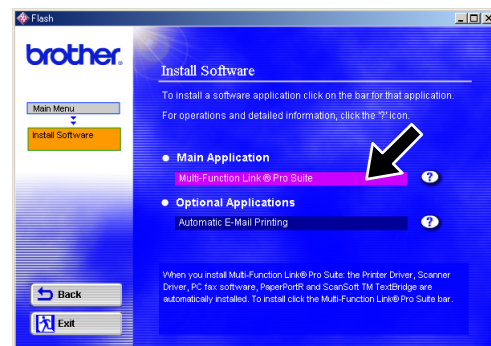 Flash
brother.
Main Menu
Install Software
Install Software
To install a software application click on the bar for that application.
For operations and detailed information, click the '?' icon.
Main Application
Multi-Function Link ® Pro Suite
?
Optional Applications
Automatic E-Mail Printing
?
When you install Multi-Function Link® Pro Suite: the Printer Driver, Scanner
Driver, PC fax software, PaperPortR and ScanSoft TM TextBridge are
automatically installed. To install click the Multi-Function Link® Pro Suite bar.
Back
Exit